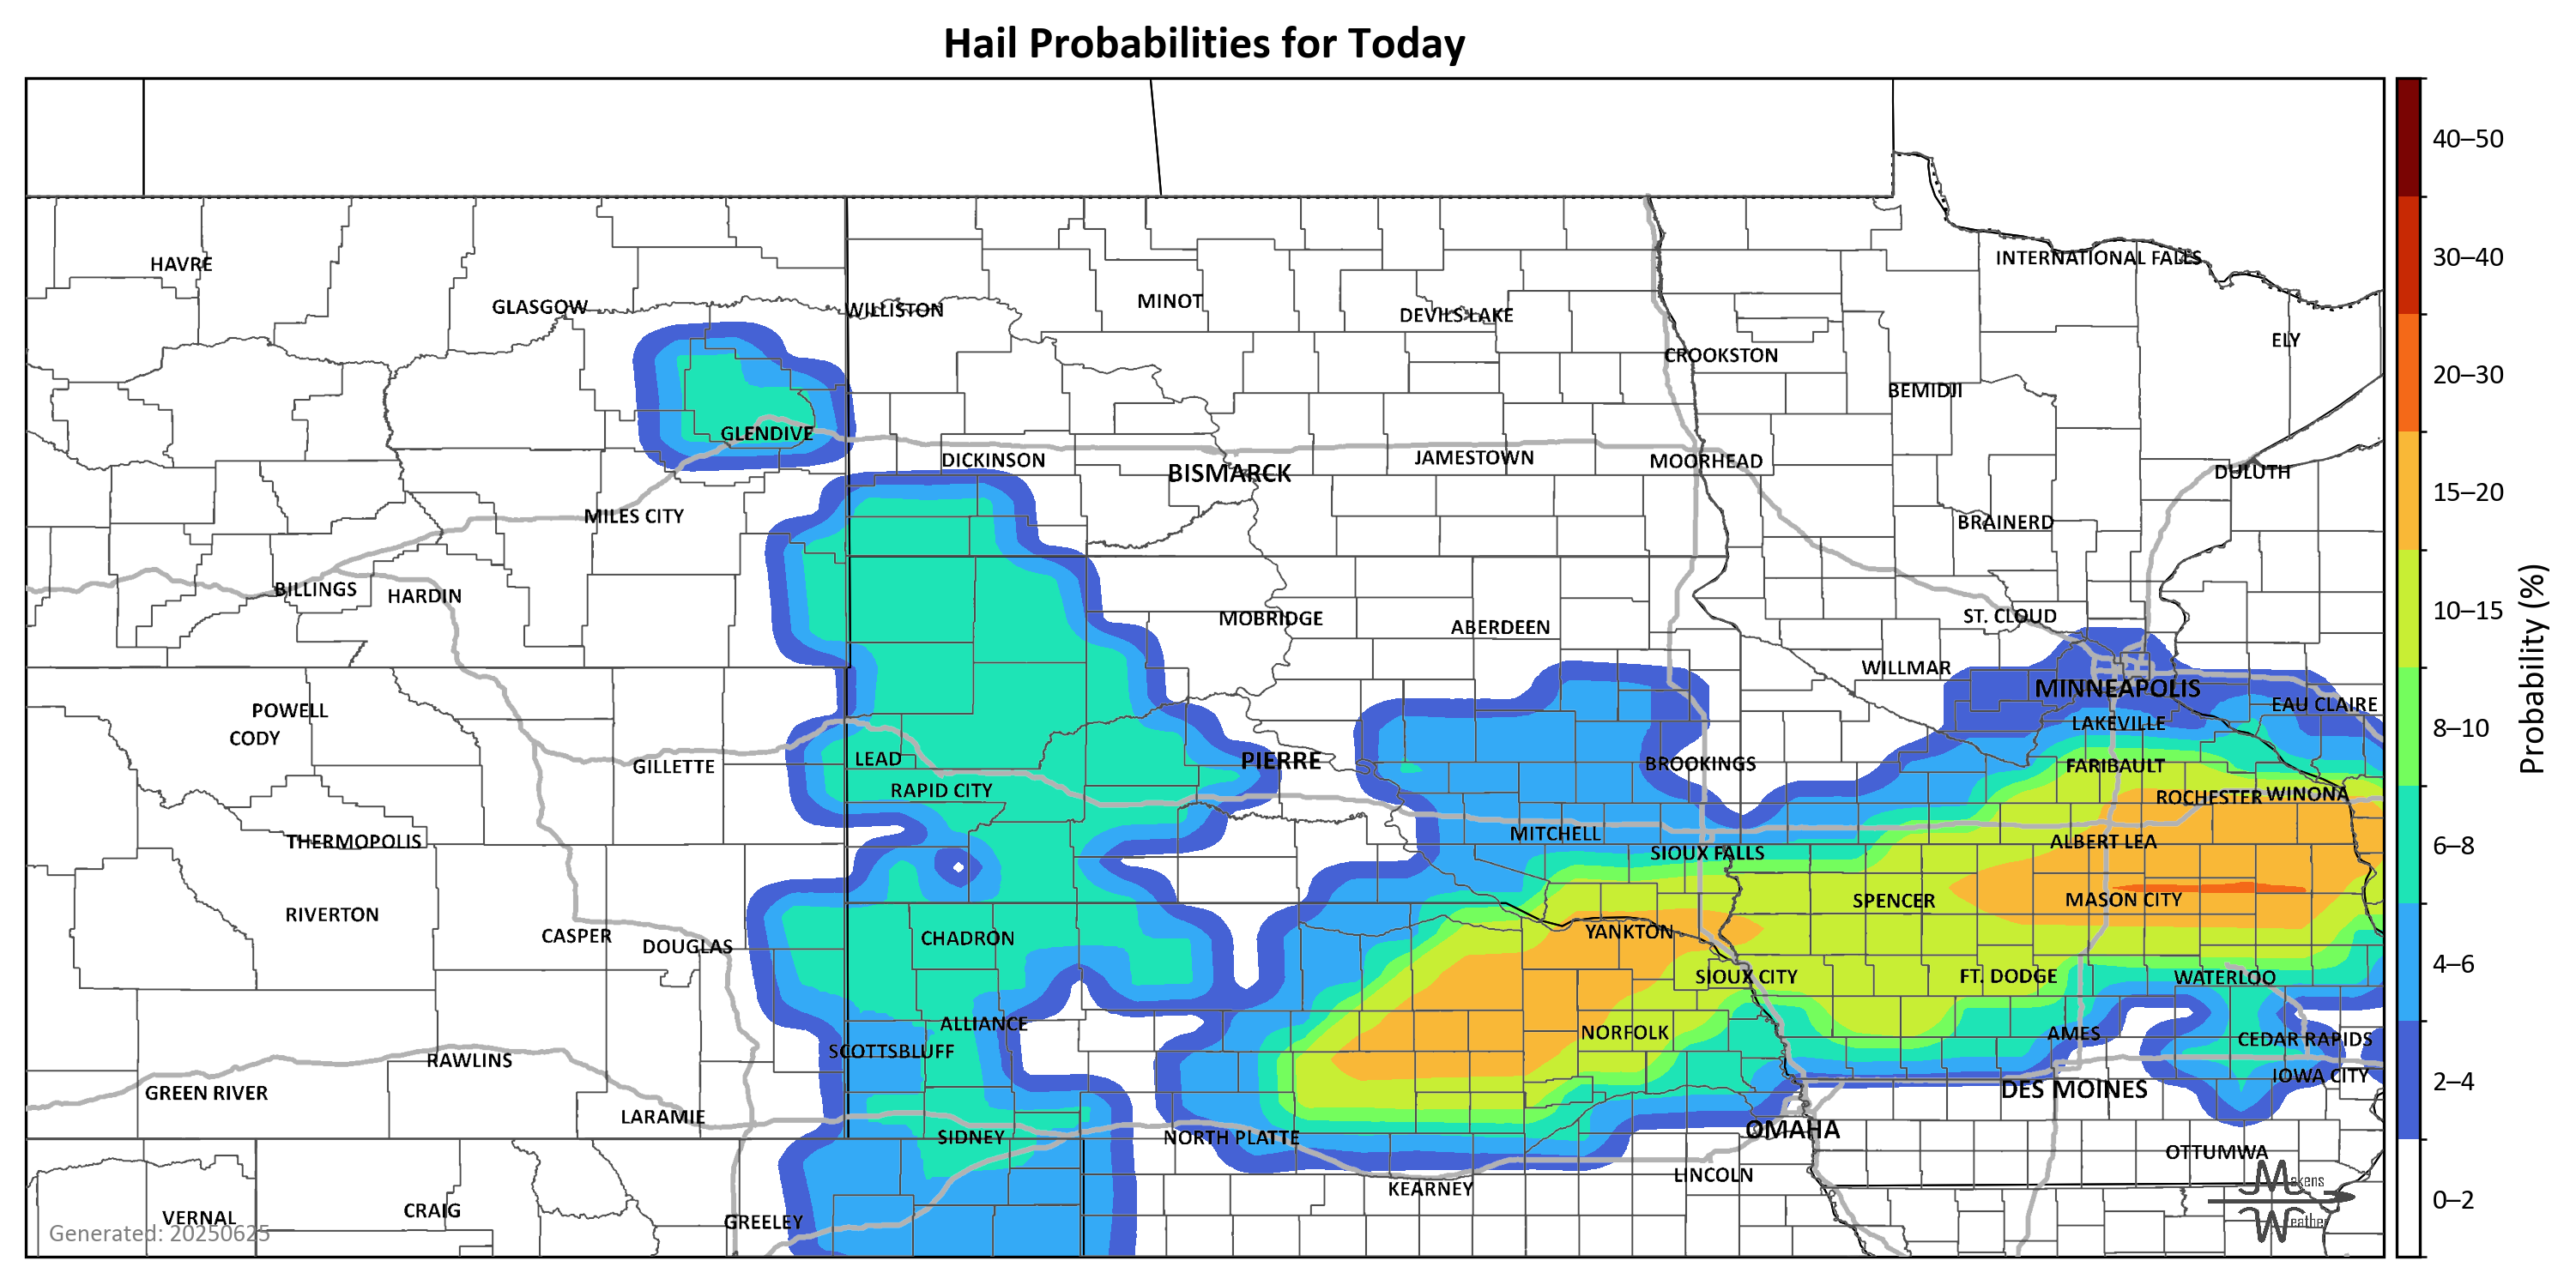 Hail Probabilities for Today
40–50
30–40
20–30
15–20
10–15
8–10
6–8
4–6
2–4
0–2
Probability (%)
HAVRE
INTERNATIONAL FALLS
GLASGOW
WILLISTON
MINOT
DEVILS LAKE
ELY
CROOKSTON
BEMIDJI
GLENDIVE
DICKINSON
BISMARCK
JAMESTOWN
MOORHEAD
DULUTH
MILES CITY
BRAINERD
BILLINGS
HARDIN
MOBRIDGE
ABERDEEN
ST. CLOUD
WILLMAR
MINNEAPOLIS
POWELL
EAU CLAIRE
CODY
LAKEVILLE
GILLETTE
LEAD
PIERRE
BROOKINGS
FARIBAULT
RAPID CITY
ROCHESTER
WINONA
THERMOPOLIS
MITCHELL
SIOUX FALLS
ALBERT LEA
RIVERTON
SPENCER
MASON CITY
CASPER
DOUGLAS
CHADRON
YANKTON
SIOUX CITY
FT. DODGE
WATERLOO
ALLIANCE
NORFOLK
AMES
CEDAR RAPIDS
RAWLINS
SCOTTSBLUFF
GREEN RIVER
DES MOINES
IOWA CITY
LARAMIE
SIDNEY
NORTH PLATTE
OMAHA
OTTUMWA
KEARNEY
LINCOLN
VERNAL
CRAIG
GREELEY
Makens
Weather
Generated: 20250625